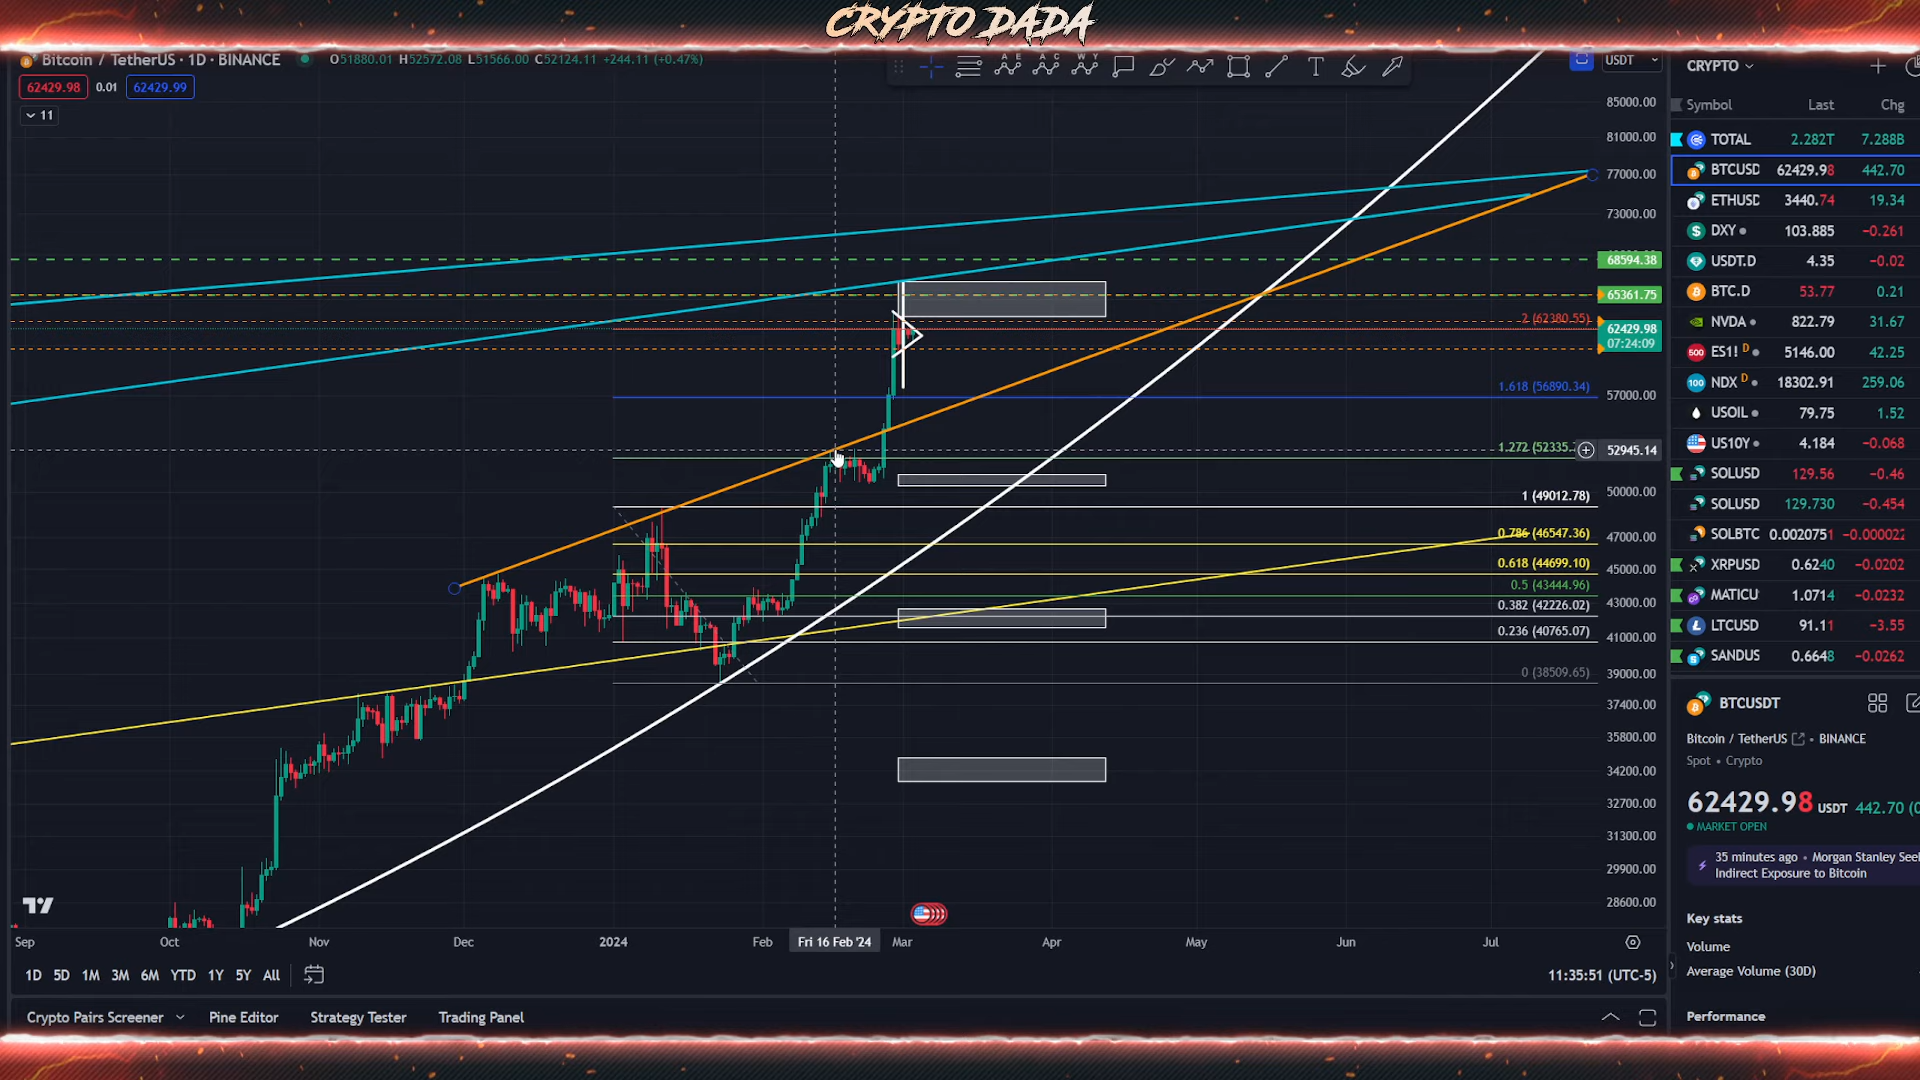 CRYPTO DADA
Bitcoin / TetherUS · 1D · BINANCE O51880.01 H52572.08 L51566.00 C52124.11 +244.11 (+0.47%)
62429.98 0.01 62429.99
11
USDT
85000.00
81000.00
77000.00
73000.00
68594.38
65361.75
2 (62380.55)
62429.98
07:24:09
1.618 (56890.34)
57000.00
1.272 (52335.
52945.14
1 (49012.78)
50000.00
0.786 (46547.36)
47000.00
0.618 (44699.10)
45000.00
0.5 (43444.96)
0.382 (42226.02)
43000.00
0.236 (40765.07)
41000.00
0 (38509.65)
39000.00
37400.00
35800.00
34200.00
32700.00
31300.00
29900.00
28600.00
Sep Oct Nov Dec 2024 Feb Fri 16 Feb '24 Mar Apr May Jun Jul
1D 5D 1M 3M 6M YTD 1Y 5Y All
11:35:51 (UTC-5)
Crypto Pairs Screener Pine Editor Strategy Tester Trading Panel
CRYPTO
Symbol Last Chg
TOTAL 2.282T 7.288B
BTCUSD 62429.98 442.70
ETHUSD 3440.74 19.34
DXY 103.885 −0.261
USDT.D 4.35 −0.02
BTC.D 53.77 0.21
NVDA 822.79 31.67
500 ES1! D 5146.00 42.25
100 NDX D 18302.91 259.06
USOIL 79.75 1.52
US10Y 4.184 −0.068
SOLUSD 129.56 −0.46
SOLUSD 129.730 −0.454
SOLBTC 0.0020751 −0.000022
XRPUSD 0.6240 −0.0202
MATICU 1.0714 −0.0232
LTCUSD 91.11 −3.55
SANDUS 0.6648 −0.0262
BTCUSDT
Bitcoin / TetherUS • BINANCE
Spot • Crypto
62429.98 USDT 442.70 (0
MARKET OPEN
35 minutes ago • Morgan Stanley See
Indirect Exposure to Bitcoin
Key stats
Volume
Average Volume (30D)
Performance